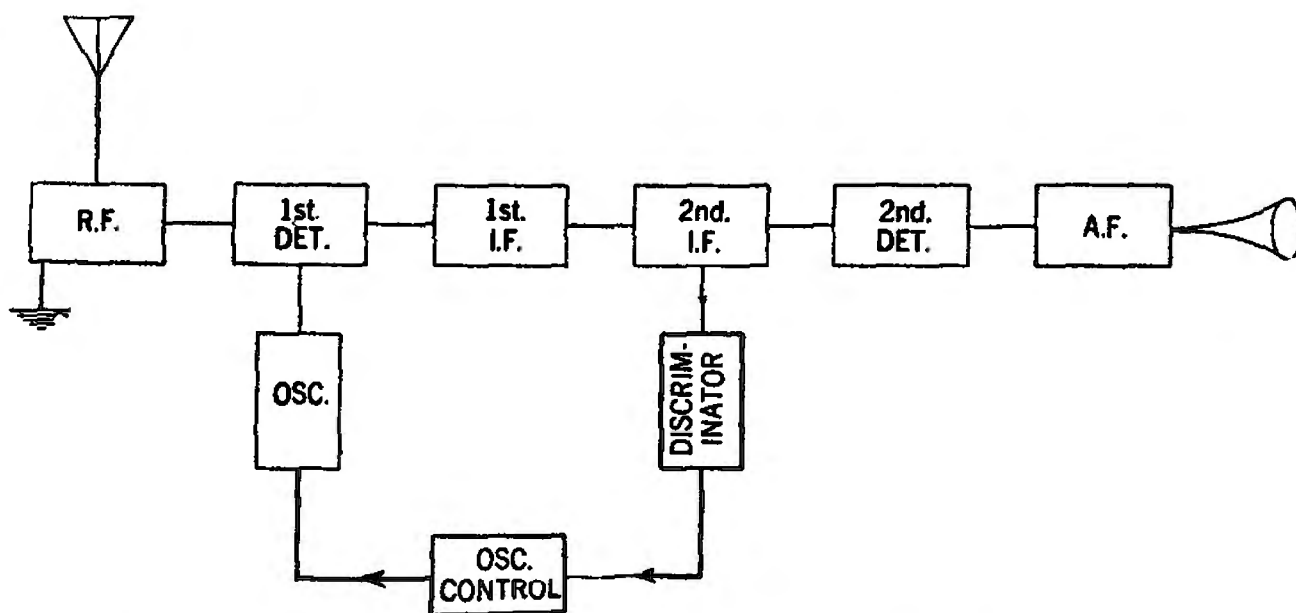 R.F.
1st.
DET.
1st.
I.F.
2nd.
I.F.
2nd.
DET.
A.F.
OSC.
DISCRIM-
INATOR
OSC.
CONTROL